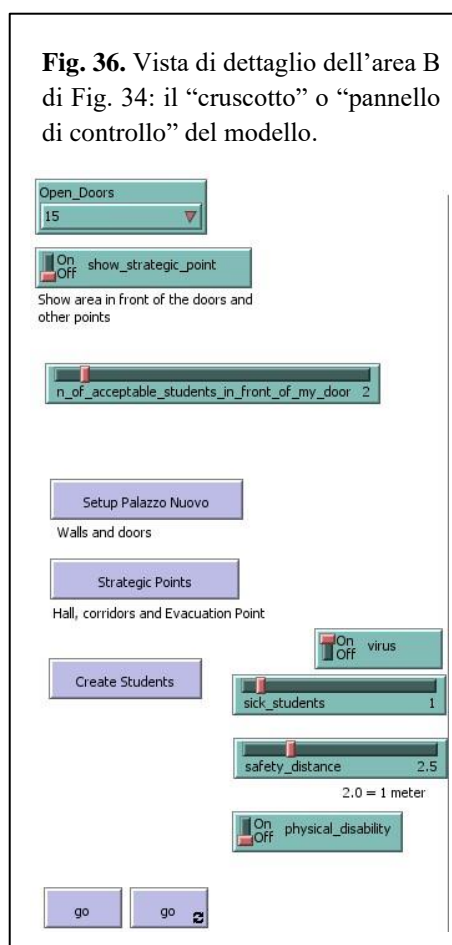 Fig. 36. Vista di dettaglio dell’area B
di Fig. 34: il “cruscotto” o “pannello
di controllo” del modello.
Open_Doors
15
On
Off
show_strategic_point
Show area in front of the doors and
other points
n_of_acceptable_students_in_front_of_my_door 2
Setup Palazzo Nuovo
Walls and doors
Strategic Points
Hall, corridors and Evacuation Point
On
Off
virus
Create Students
sick_students 1
safety_distance 2.5
2.0 = 1 meter
On
Off
physical_disability
go
go